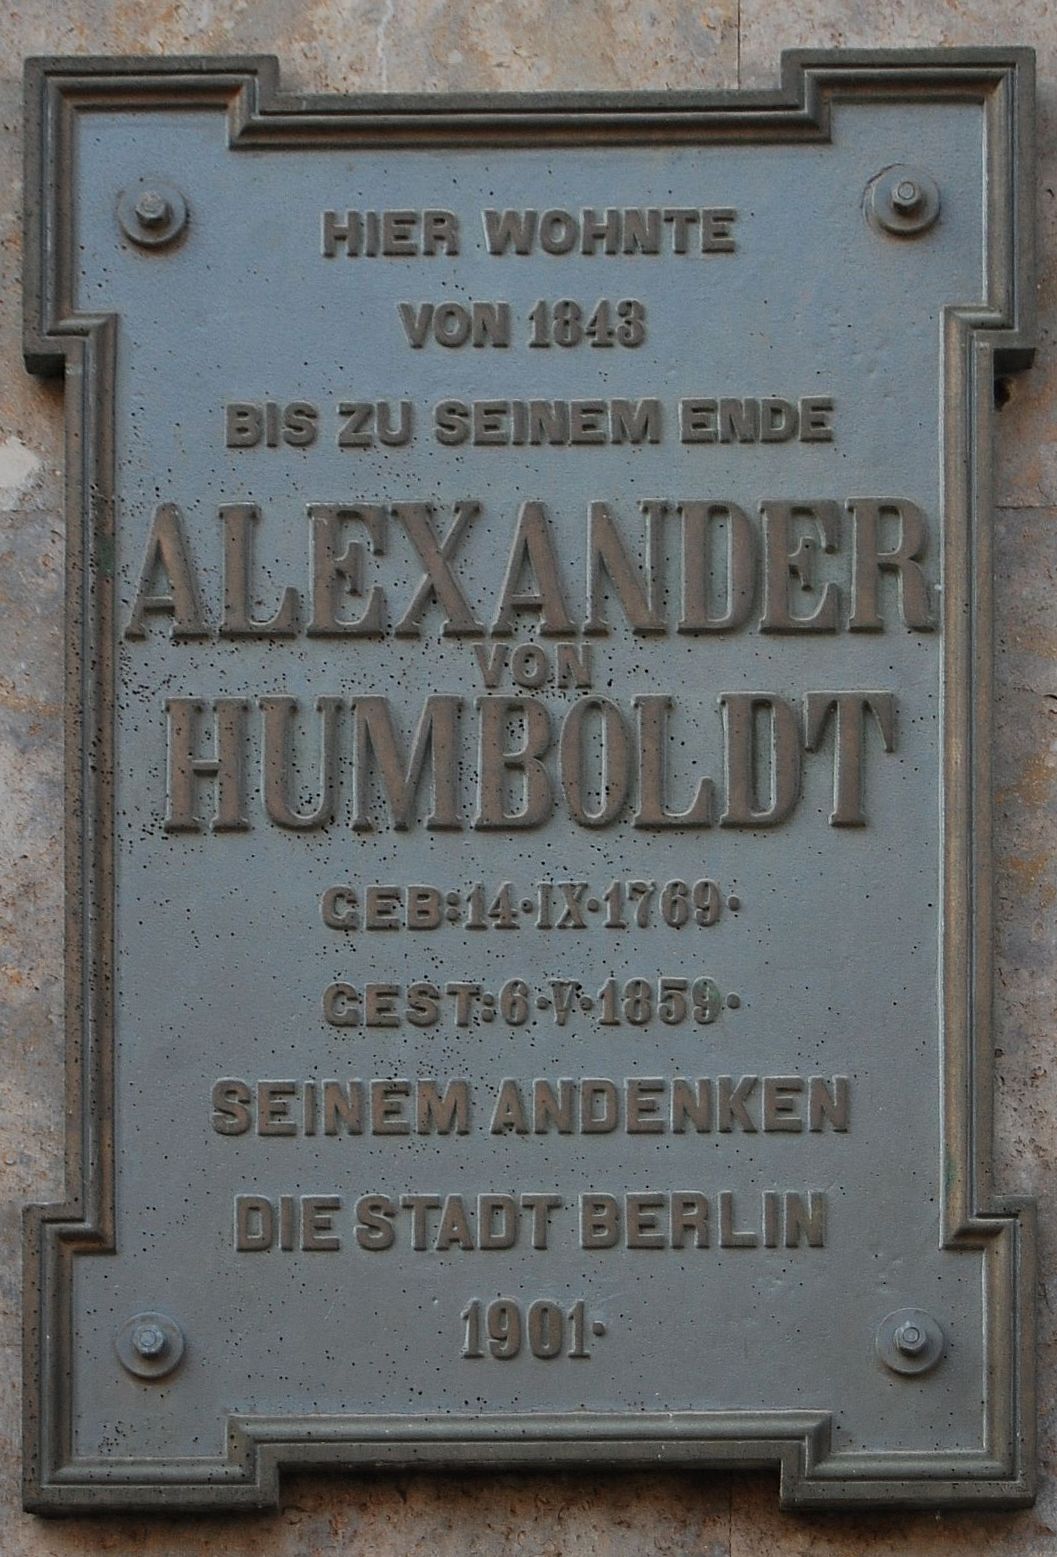 HIER WOHNTE
VON 1843
BIS ZU SEINEM ENDE
ALEXANDER
VON
HUMBOLDT
GEB: 14·IX·1769·
GEST: 6·V·1859·
SEINEM ANDENKEN
DIE STADT BERLIN
1901.